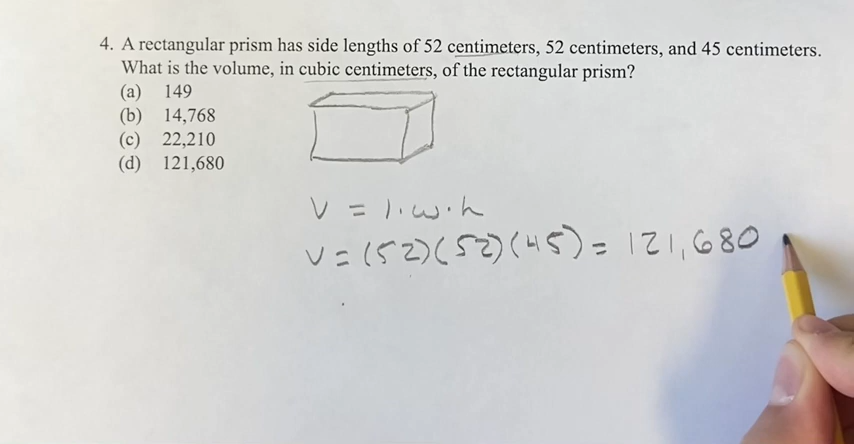 4. A rectangular prism has side lengths of 52 centimeters, 52 centimeters, and 45 centimeters.
What is the volume, in cubic centimeters, of the rectangular prism?
(a) 149
(b) 14,768
(c) 22,210
(d) 121,680
V = l·w·h
V = (52)(52)(45) = 121,680